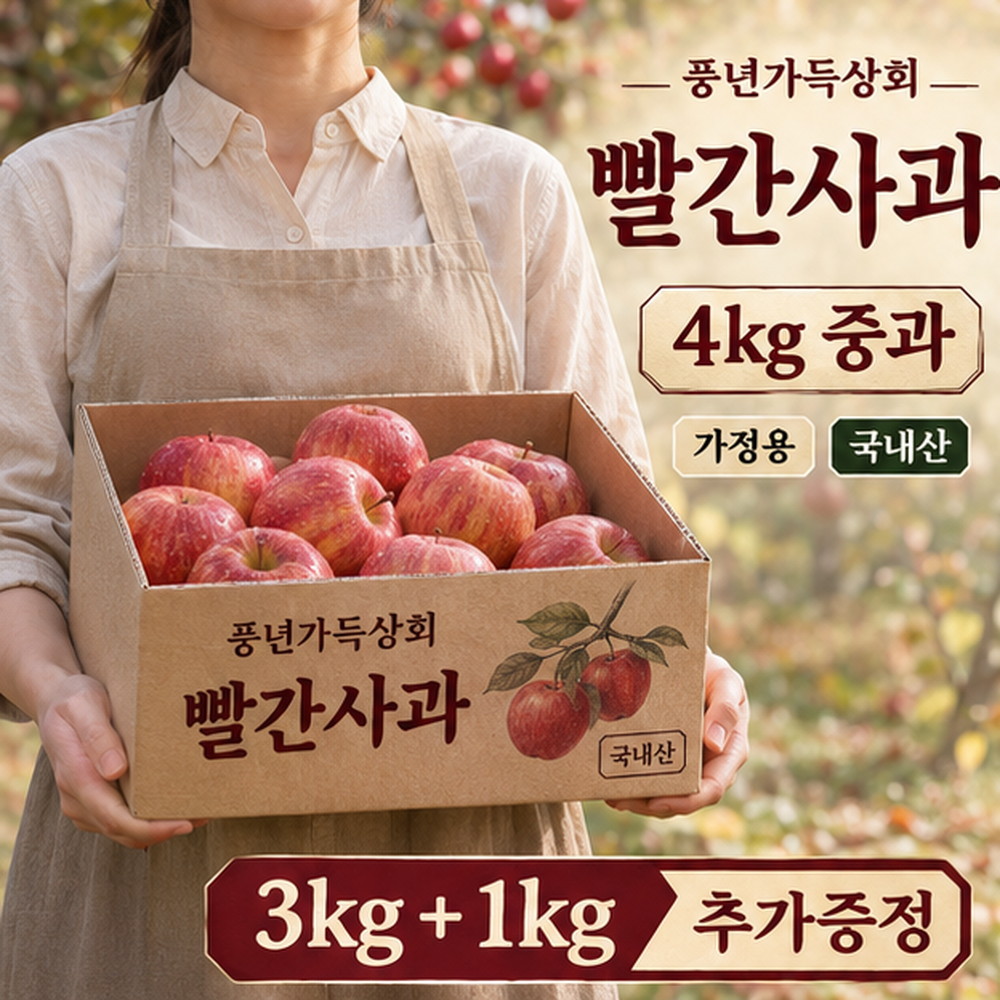 풍년가득상회
빨간사과
4kg 중과
가정용
국내산
풍년가득상회
빨간사과
국내산
3kg+1kg 추가증정